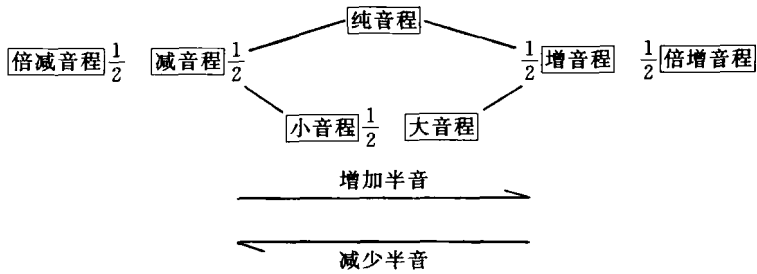 纯音程
倍减音程 1/2 减音程 1/2 1/2 增音程 1/2 倍增音程
小音程 1/2 大音程
增加半音
减少半音